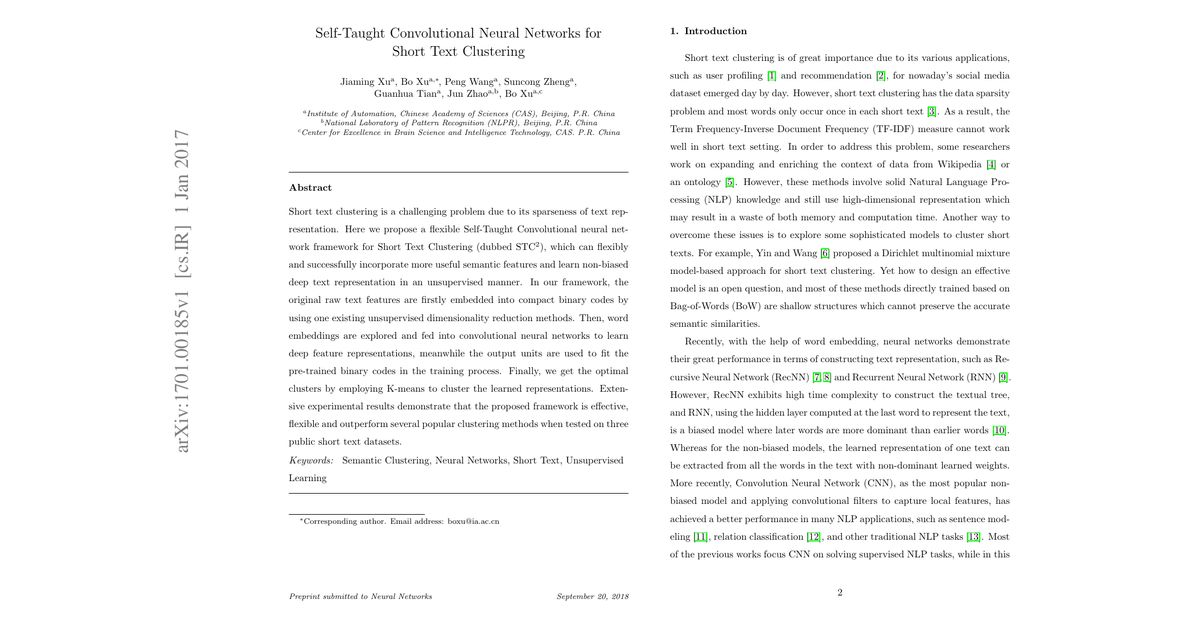 arXiv:1701.00185v1 [cs.IR] 1 Jan 2017
Self-Taught Convolutional Neural Networks for
Short Text Clustering
Jiaming Xuᵃ, Bo Xuᵃ,*, Peng Wangᵃ, Suncong Zhengᵃ,
Guanhua Tianᵃ, Jun Zhaoᵃ,ᵇ, Bo Xuᵃ,ᶜ
ᵃInstitute of Automation, Chinese Academy of Sciences (CAS), Beijing, P.R. China
ᵇNational Laboratory of Pattern Recognition (NLPR), Beijing, P.R. China
ᶜCenter for Excellence in Brain Science and Intelligence Technology, CAS. P.R. China
Abstract
Short text clustering is a challenging problem due to its sparseness of text rep-
resentation. Here we propose a flexible Self-Taught Convolutional neural net-
work framework for Short Text Clustering (dubbed STC²), which can flexibly
and successfully incorporate more useful semantic features and learn non-biased
deep text representation in an unsupervised manner. In our framework, the
original raw text features are firstly embedded into compact binary codes by
using one existing unsupervised dimensionality reduction methods. Then, word
embeddings are explored and fed into convolutional neural networks to learn
deep feature representations, meanwhile the output units are used to fit the
pre-trained binary codes in the training process. Finally, we get the optimal
clusters by employing K-means to cluster the learned representations. Exten-
sive experimental results demonstrate that the proposed framework is effective,
flexible and outperform several popular clustering methods when tested on three
public short text datasets.
Keywords: Semantic Clustering, Neural Networks, Short Text, Unsupervised
Learning
*Corresponding author. Email address: boxu@ia.ac.cn
Preprint submitted to Neural Networks September 20, 2018
1. Introduction
Short text clustering is of great importance due to its various applications,
such as user profiling [1] and recommendation [2], for nowaday's social media
dataset emerged day by day. However, short text clustering has the data sparsity
problem and most words only occur once in each short text [3]. As a result, the
Term Frequency-Inverse Document Frequency (TF-IDF) measure cannot work
well in short text setting. In order to address this problem, some researchers
work on expanding and enriching the context of data from Wikipedia [4] or
an ontology [5]. However, these methods involve solid Natural Language Pro-
cessing (NLP) knowledge and still use high-dimensional representation which
may result in a waste of both memory and computation time. Another way to
overcome these issues is to explore some sophisticated models to cluster short
texts. For example, Yin and Wang [6] proposed a Dirichlet multinomial mixture
model-based approach for short text clustering. Yet how to design an effective
model is an open question, and most of these methods directly trained based on
Bag-of-Words (BoW) are shallow structures which cannot preserve the accurate
semantic similarities.
Recently, with the help of word embedding, neural networks demonstrate
their great performance in terms of constructing text representation, such as Re-
cursive Neural Network (RecNN) [7, 8] and Recurrent Neural Network (RNN) [9].
However, RecNN exhibits high time complexity to construct the textual tree,
and RNN, using the hidden layer computed at the last word to represent the text,
is a biased model where later words are more dominant than earlier words [10].
Whereas for the non-biased models, the learned representation of one text can
be extracted from all the words in the text with non-dominant learned weights.
More recently, Convolution Neural Network (CNN), as the most popular non-
biased model and applying convolutional filters to capture local features, has
achieved a better performance in many NLP applications, such as sentence mod-
eling [11], relation classification [12], and other traditional NLP tasks [13]. Most
of the previous works focus CNN on solving supervised NLP tasks, while in this
2